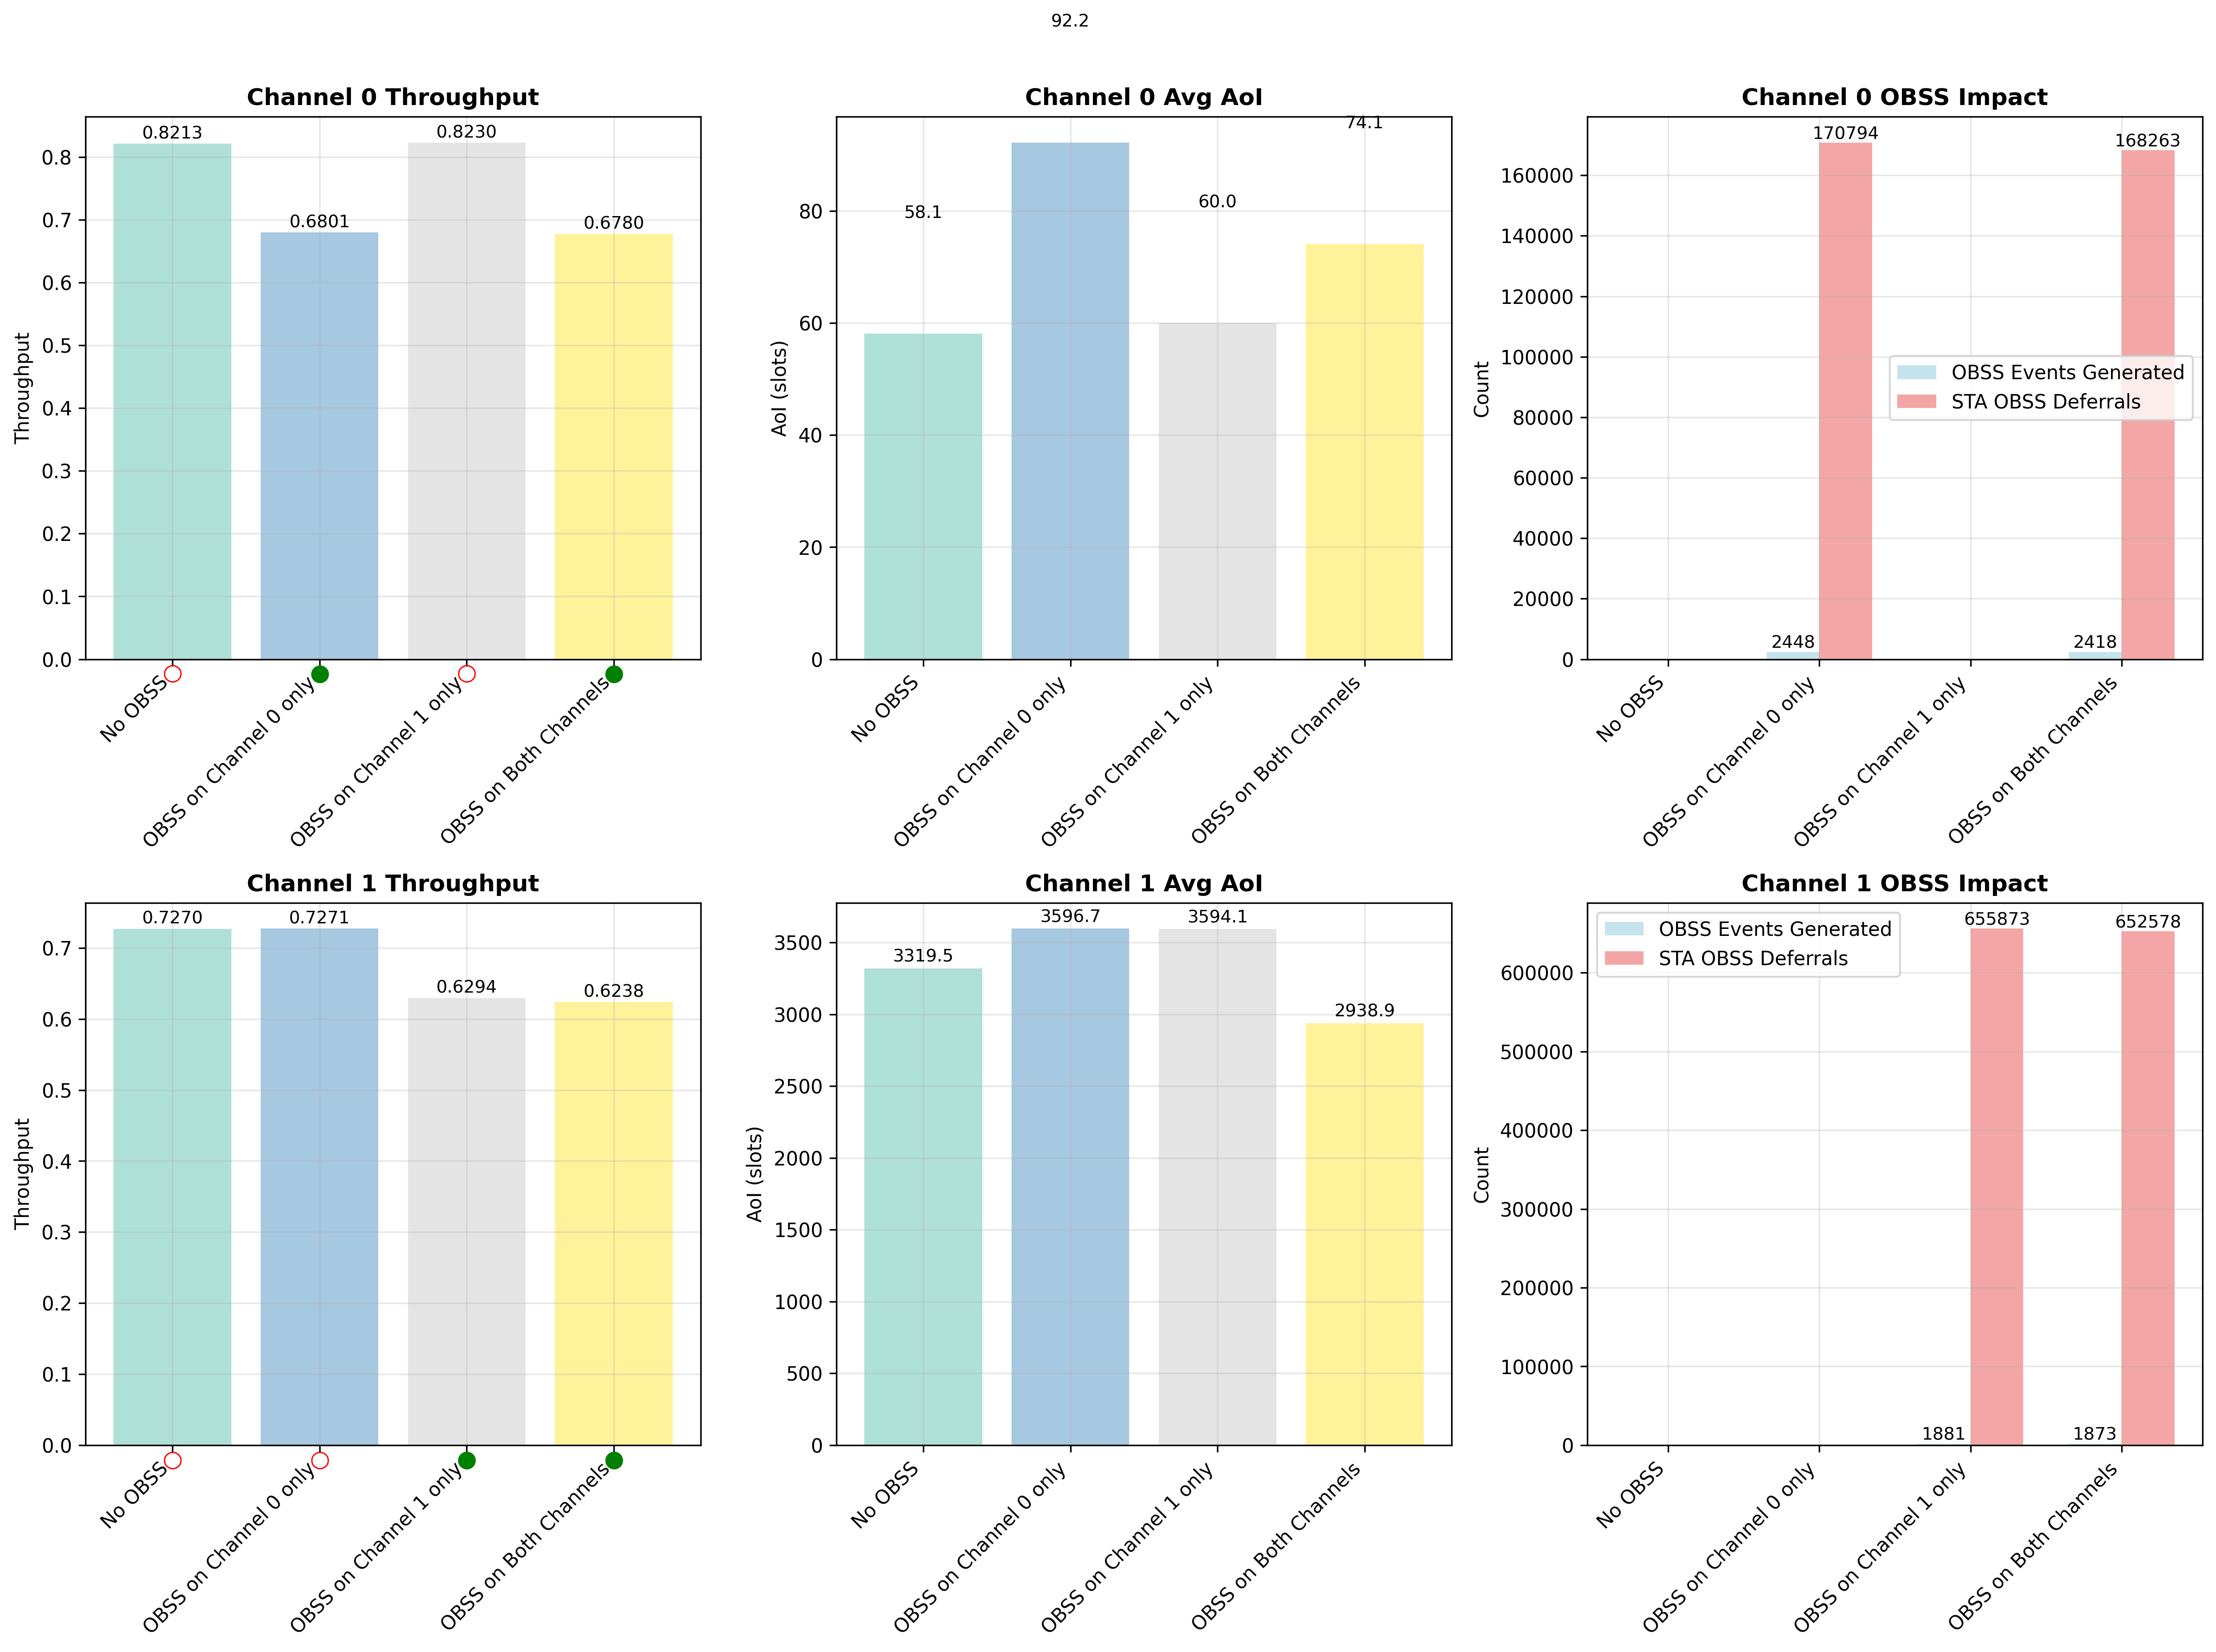 92.2
Channel 0 Throughput
Throughput
0.8
0.7
0.6
0.5
0.4
0.3
0.2
0.1
0.0
0.8213
0.6801
0.8230
0.6780
No OBSS
OBSS on Channel 0 only
OBSS on Channel 1 only
OBSS on Both Channels
Channel 0 Avg AoI
AoI (slots)
80
60
40
20
0
58.1
60.0
74.1
No OBSS
OBSS on Channel 0 only
OBSS on Channel 1 only
OBSS on Both Channels
Channel 0 OBSS Impact
Count
160000
140000
120000
100000
80000
60000
40000
20000
0
170794
168263
2448
2418
OBSS Events Generated
STA OBSS Deferrals
No OBSS
OBSS on Channel 0 only
OBSS on Channel 1 only
OBSS on Both Channels
Channel 1 Throughput
Throughput
0.7
0.6
0.5
0.4
0.3
0.2
0.1
0.0
0.7270
0.7271
0.6294
0.6238
No OBSS
OBSS on Channel 0 only
OBSS on Channel 1 only
OBSS on Both Channels
Channel 1 Avg AoI
AoI (slots)
3500
3000
2500
2000
1500
1000
500
0
3319.5
3596.7
3594.1
2938.9
No OBSS
OBSS on Channel 0 only
OBSS on Channel 1 only
OBSS on Both Channels
Channel 1 OBSS Impact
Count
600000
500000
400000
300000
200000
100000
0
OBSS Events Generated
STA OBSS Deferrals
655873
652578
1881
1873
No OBSS
OBSS on Channel 0 only
OBSS on Channel 1 only
OBSS on Both Channels